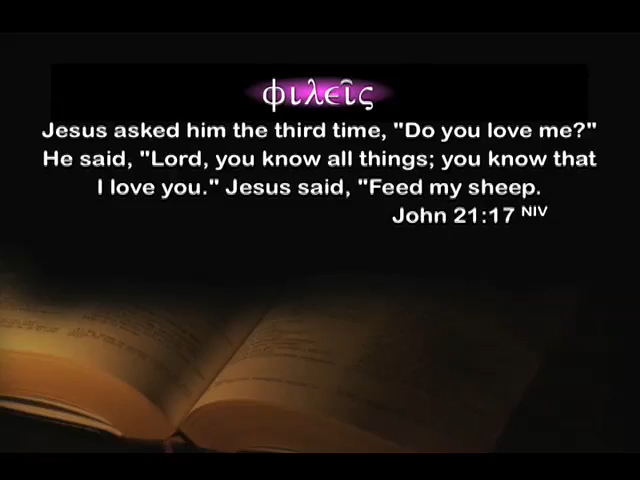 φιλεῖς
Jesus asked him the third time, "Do you love me?"
He said, "Lord, you know all things; you know that
I love you." Jesus said, "Feed my sheep.
John 21:17 NIV